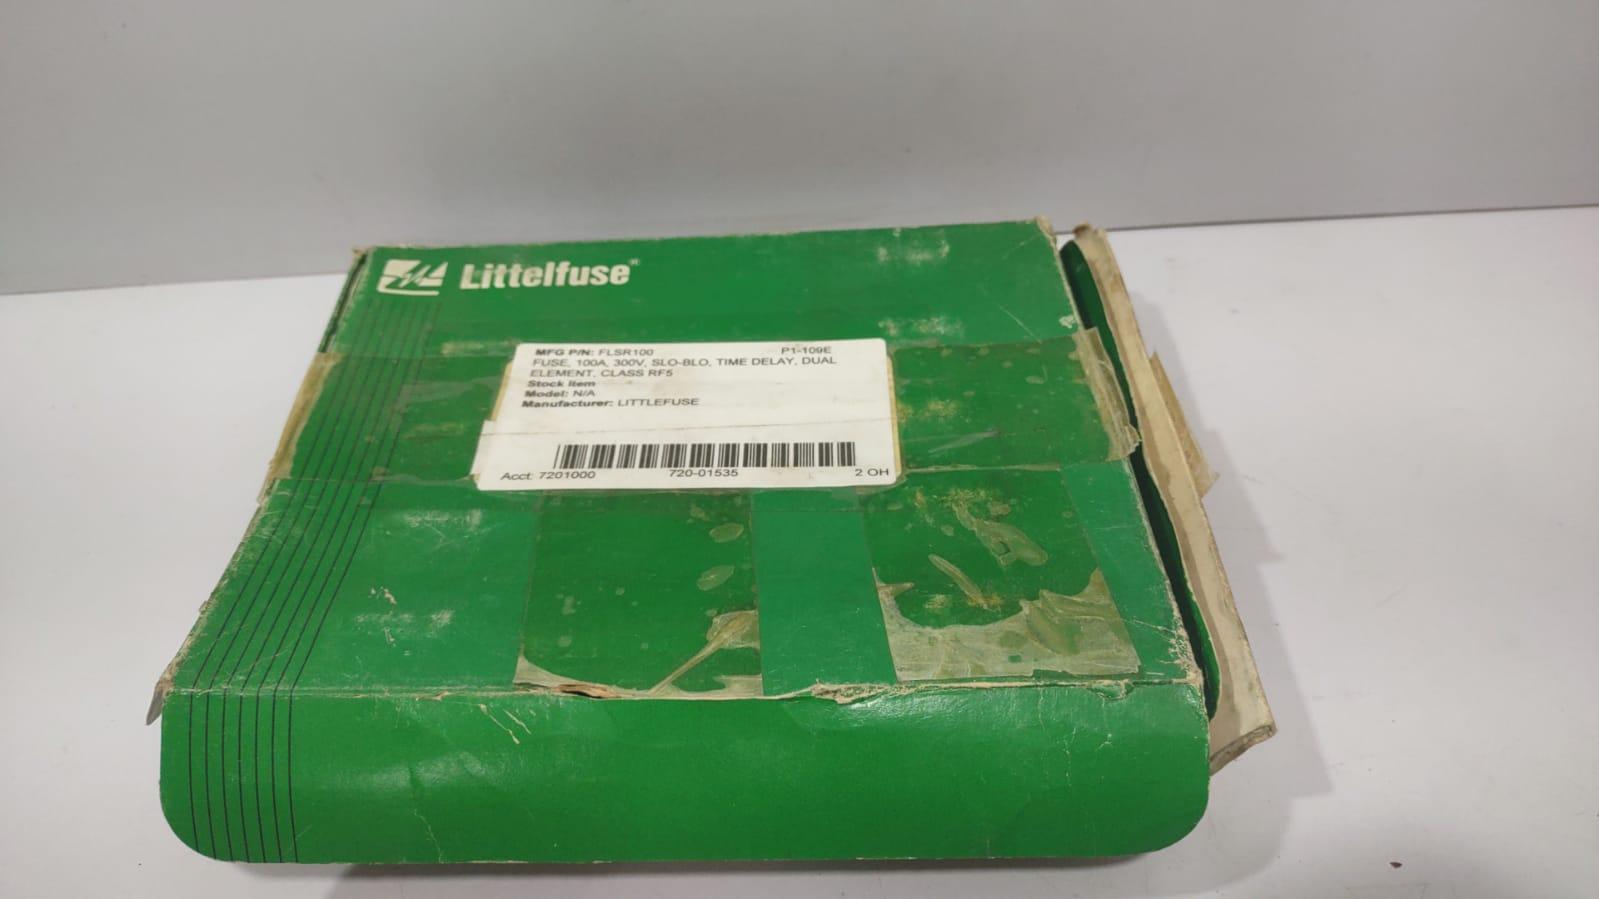 Littelfuse®
MFG P/N: FLSR100 P1-109E
FUSE, 100A, 300V, SLO-BLO, TIME DELAY, DUAL
ELEMENT, CLASS RF5
Stock Item
Model: N/A
Manufacturer: LITTLEFUSE
Acct: 7201000 720-01535 2 OH